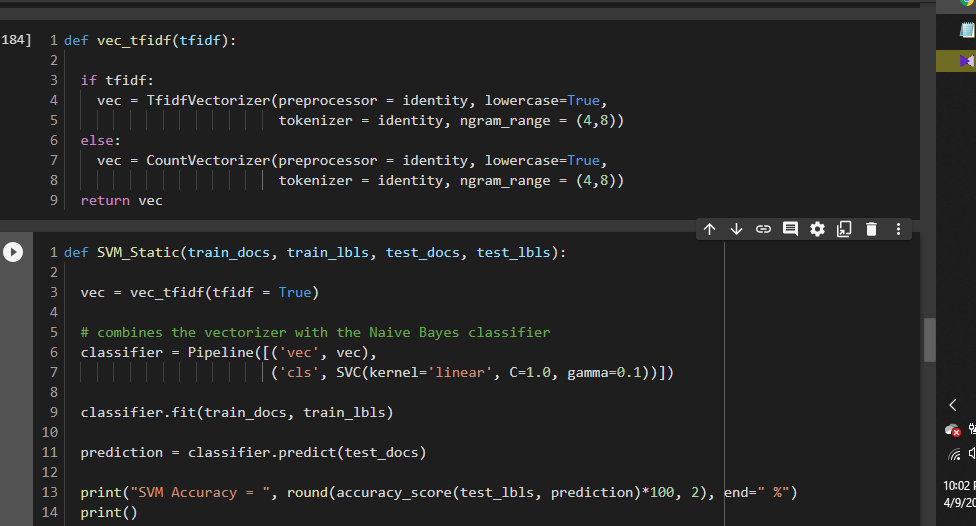 184]
1 def vec_tfidf(tfidf):
2
3 if tfidf:
4 vec = TfidfVectorizer(preprocessor = identity, lowercase=True,
5 tokenizer = identity, ngram_range = (4,8))
6 else:
7 vec = CountVectorizer(preprocessor = identity, lowercase=True,
8 tokenizer = identity, ngram_range = (4,8))
9 return vec
1 def SVM_Static(train_docs, train_lbls, test_docs, test_lbls):
2
3 vec = vec_tfidf(tfidf = True)
4
5 # combines the vectorizer with the Naive Bayes classifier
6 classifier = Pipeline([('vec', vec),
7 ('cls', SVC(kernel='linear', C=1.0, gamma=0.1))])
8
9 classifier.fit(train_docs, train_lbls)
10
11 prediction = classifier.predict(test_docs)
12
13 print("SVM Accuracy = ", round(accuracy_score(test_lbls, prediction)*100, 2), end=" %")
14 print()
10:02
4/9/20